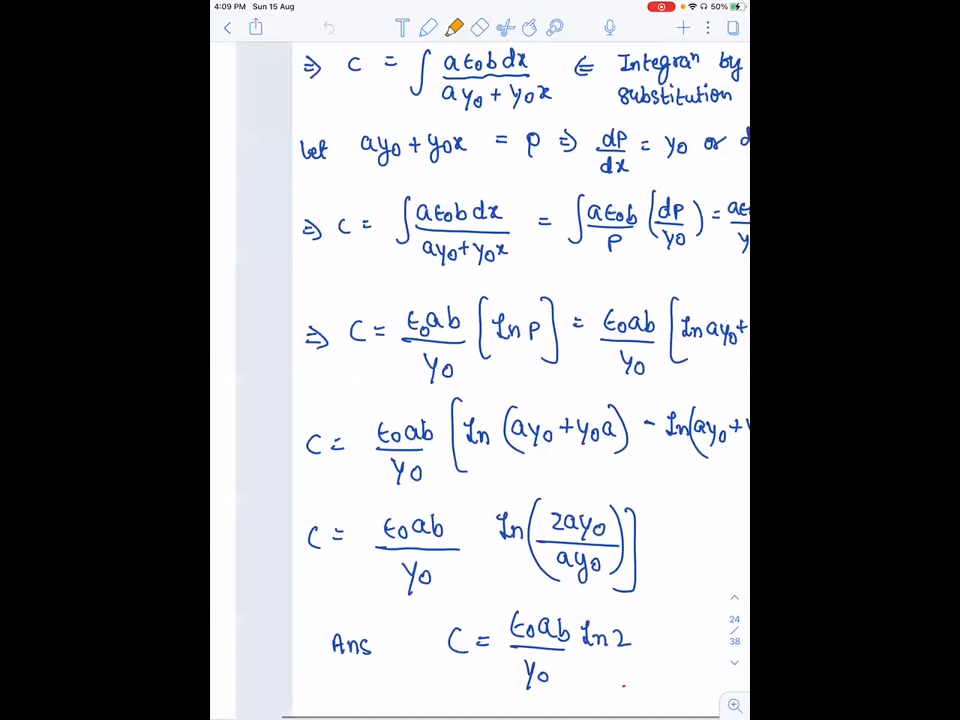 4:09 PM Sun 15 Aug 50%
⇒ C = ∫ aε₀b dx / (ay₀ + y₀x) ⇐ Integraⁿ by
substitution
let ay₀ + y₀x = p ⇒ dp/dx = y₀ or d
⇒ C = ∫ aε₀b dx / (ay₀ + y₀x) = ∫ aε₀b/p (dp/y₀) = aε
⇒ C = ε₀ab/y₀ [ln p] = ε₀ab/y₀ [ln ay₀+
C = ε₀ab/y₀ [ln (ay₀ + y₀a) - ln(ay₀+
C = ε₀ab/y₀ ln(2ay₀/ay₀)]
Ans C = ε₀ab/y₀ ln 2
24
/
38